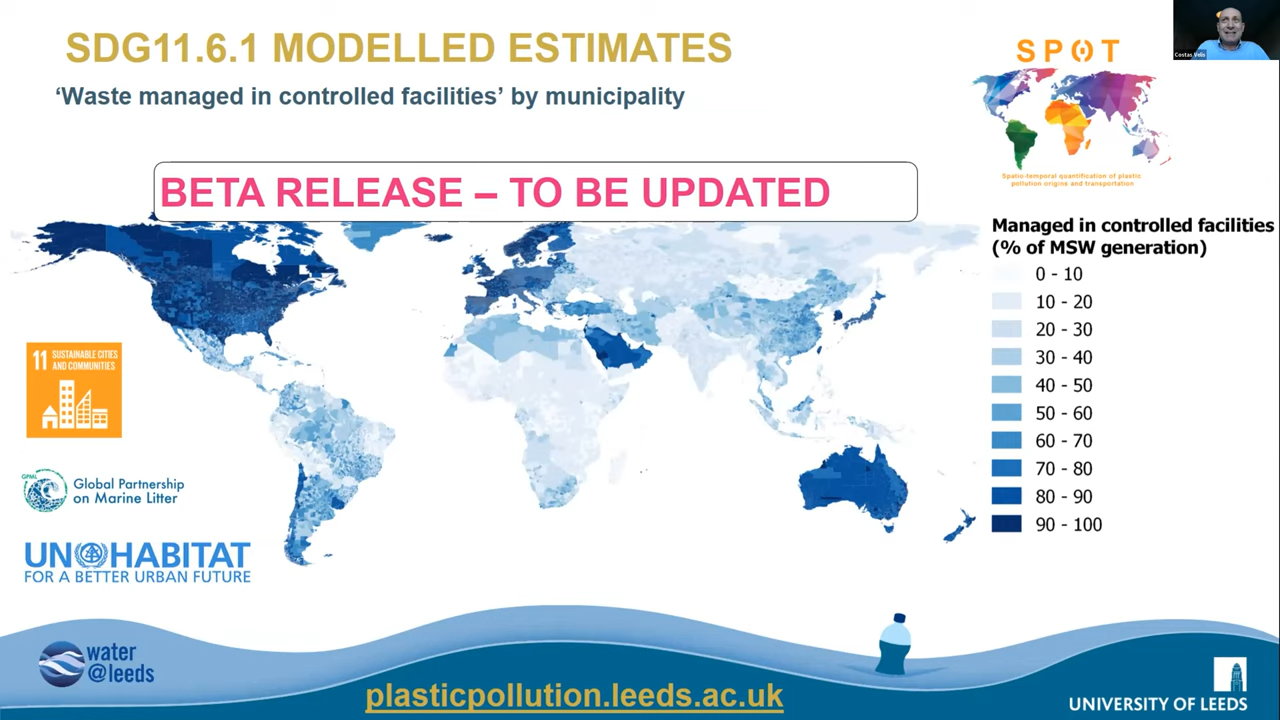 SDG11.6.1 MODELLED ESTIMATES
'Waste managed in controlled facilities' by municipality
SPOT
Spatio-temporal quantification of plastic
pollution origins and transportation
Costas Velis
BETA RELEASE – TO BE UPDATED
Managed in controlled facilities
(% of MSW generation)
0 - 10
10 - 20
20 - 30
30 - 40
40 - 50
50 - 60
60 - 70
70 - 80
80 - 90
90 - 100
11 SUSTAINABLE CITIES
AND COMMUNITIES
GPML
Global Partnership
on Marine Litter
UN HABITAT
FOR A BETTER URBAN FUTURE
water
@leeds
plasticpollution.leeds.ac.uk
UNIVERSITY OF LEEDS